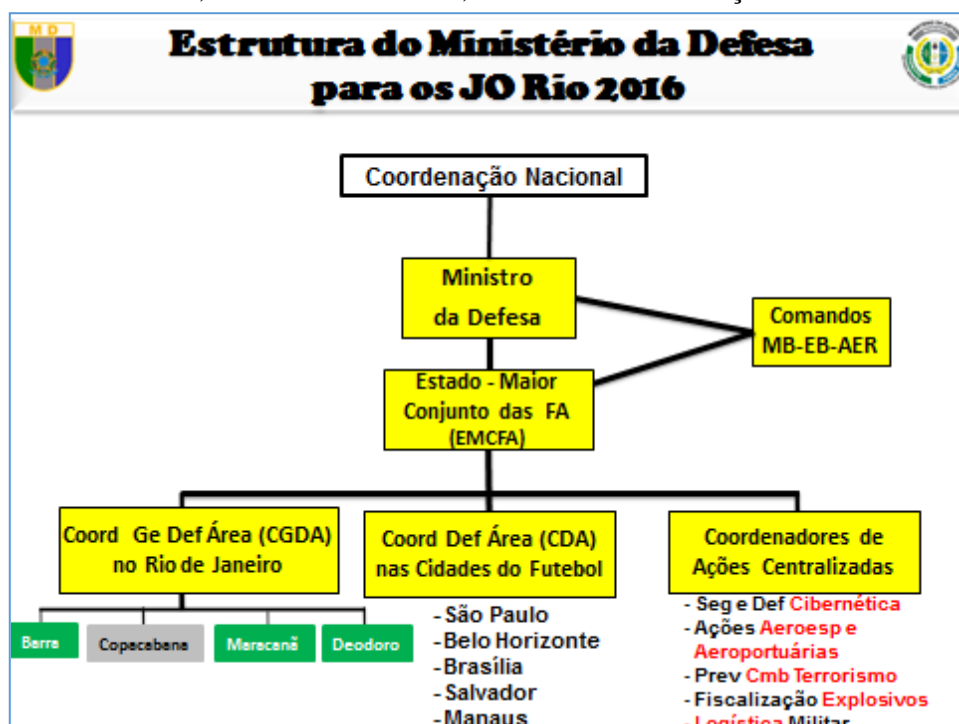 M D
Estrutura do Ministério da Defesa
para os JO Rio 2016
Coordenação Nacional
Ministro
da Defesa
Comandos
MB-EB-AER
Estado - Maior
Conjunto das FA
(EMCFA)
Coord Ge Def Área (CGDA)
no Rio de Janeiro
Barra
Copacabana
Maracanã
Deodoro
Coord Def Área (CDA)
nas Cidades do Futebol
- São Paulo
- Belo Horizonte
- Brasília
- Salvador
- Manaus
Coordenadores de
Ações Centralizadas
- Seg e Def Cibernética
- Ações Aeroesp e
Aeroportuárias
- Prev Cmb Terrorismo
- Fiscalização Explosivos
- Logística Militar